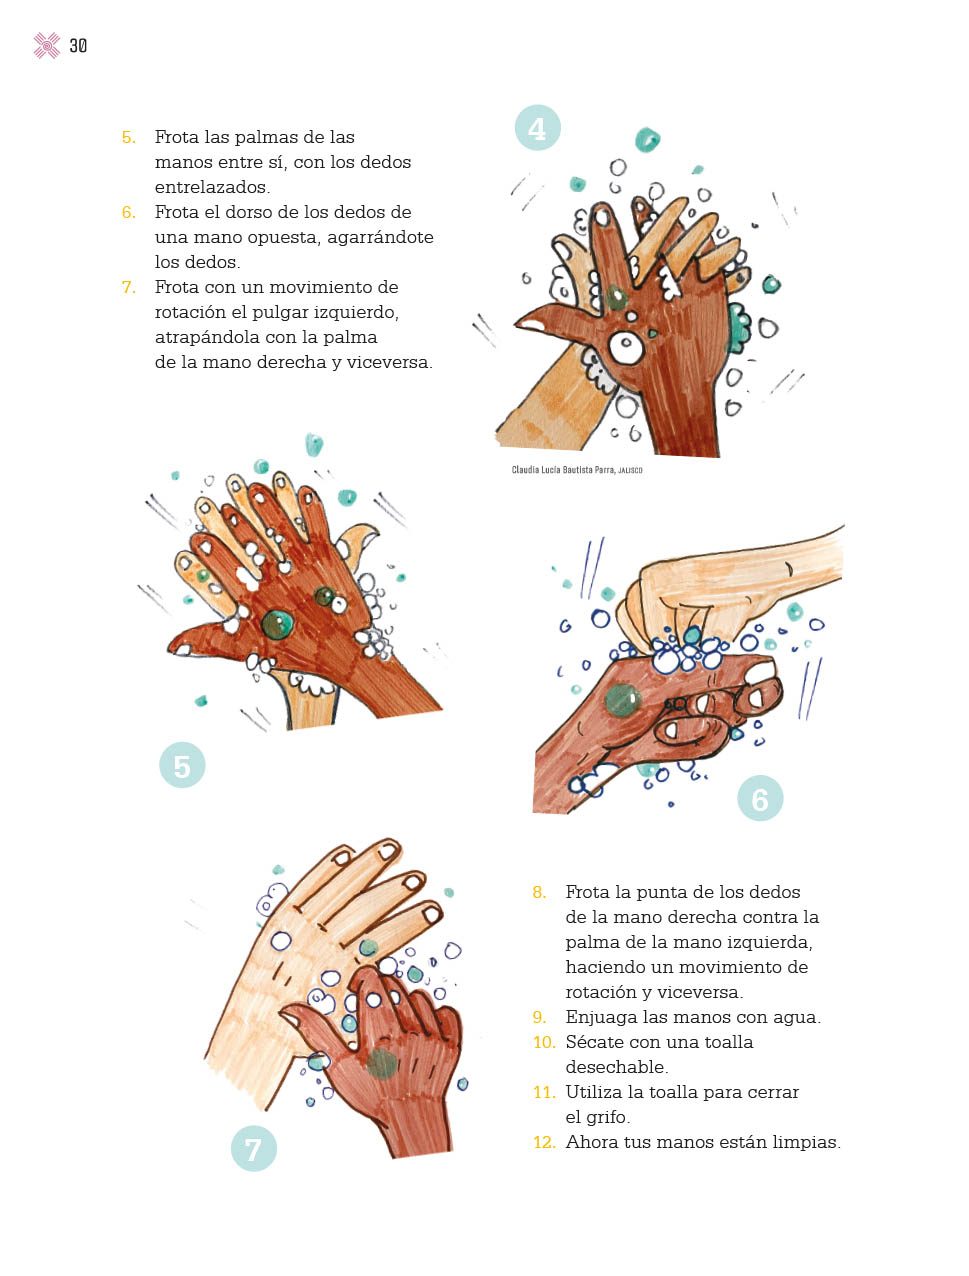 30
5. Frota las palmas de las
manos entre sí, con los dedos
entrelazados.
6. Frota el dorso de los dedos de
una mano opuesta, agarrándote
los dedos.
7. Frota con un movimiento de
rotación el pulgar izquierdo,
atrapándola con la palma
de la mano derecha y viceversa.
4
Claudia Lucía Bautista Parra, JALISCO
5
6
7
8. Frota la punta de los dedos
de la mano derecha contra la
palma de la mano izquierda,
haciendo un movimiento de
rotación y viceversa.
9. Enjuaga las manos con agua.
10. Sécate con una toalla
desechable.
11. Utiliza la toalla para cerrar
el grifo.
12. Ahora tus manos están limpias.